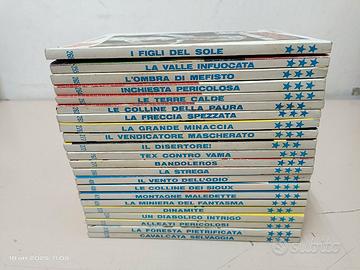 I FIGLI DEL SOLE
LA VALLE INFUOCATA
L'OMBRA DI MEFISTO
INCHIESTA PERICOLOSA
LE TERRE CALDE
LE COLLINE DELLA PAURA
LA FRECCIA SPEZZATA
LA GRANDE MINACCIA
IL VENDICATORE MASCHERATO
IL DISERTORE!
TEX CONTRO YAMA
BANDOLEROS
LA STREGA
IL VENTO DELL'ODIO
LE COLLINE DEI SIOUX
MONTAGNE MALEDETTE
LA MINIERA DEL FANTASMA
DINAMITE
UN DIABOLICO INTRIGO
ALLEATI PERICOLOSI
LA FORESTA PIETRIFICATA
CAVALCATA SELVAGGIA
subito